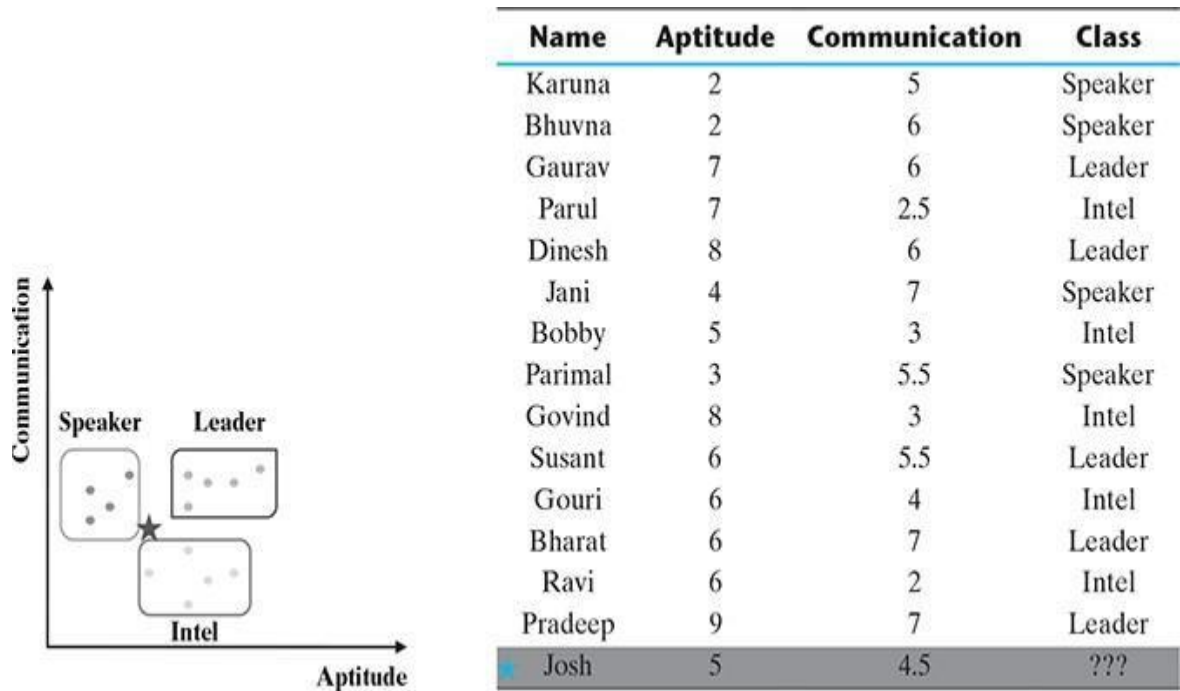 Communication
Speaker Leader
Intel
Aptitude
Name Aptitude Communication Class
Karuna 2 5 Speaker
Bhuvna 2 6 Speaker
Gaurav 7 6 Leader
Parul 7 2.5 Intel
Dinesh 8 6 Leader
Jani 4 7 Speaker
Bobby 5 3 Intel
Parimal 3 5.5 Speaker
Govind 8 3 Intel
Susant 6 5.5 Leader
Gouri 6 4 Intel
Bharat 6 7 Leader
Ravi 6 2 Intel
Pradeep 9 7 Leader
Josh 5 4.5 ???